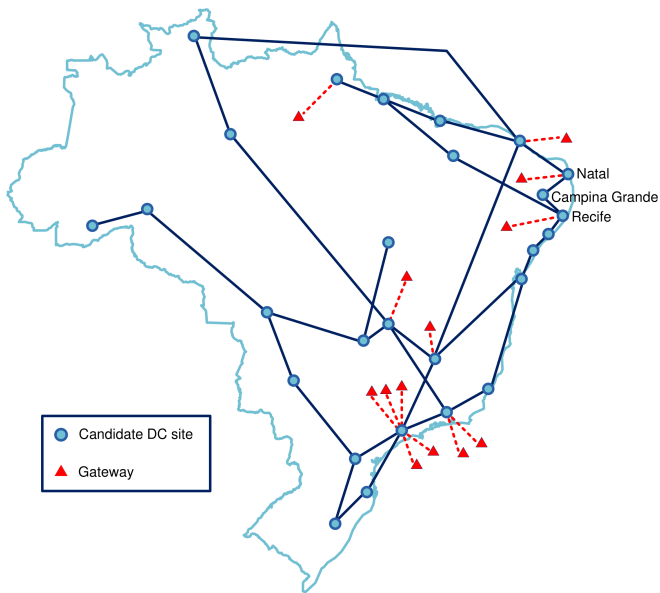 Natal
Campina Grande
Recife
Candidate DC site
Gateway